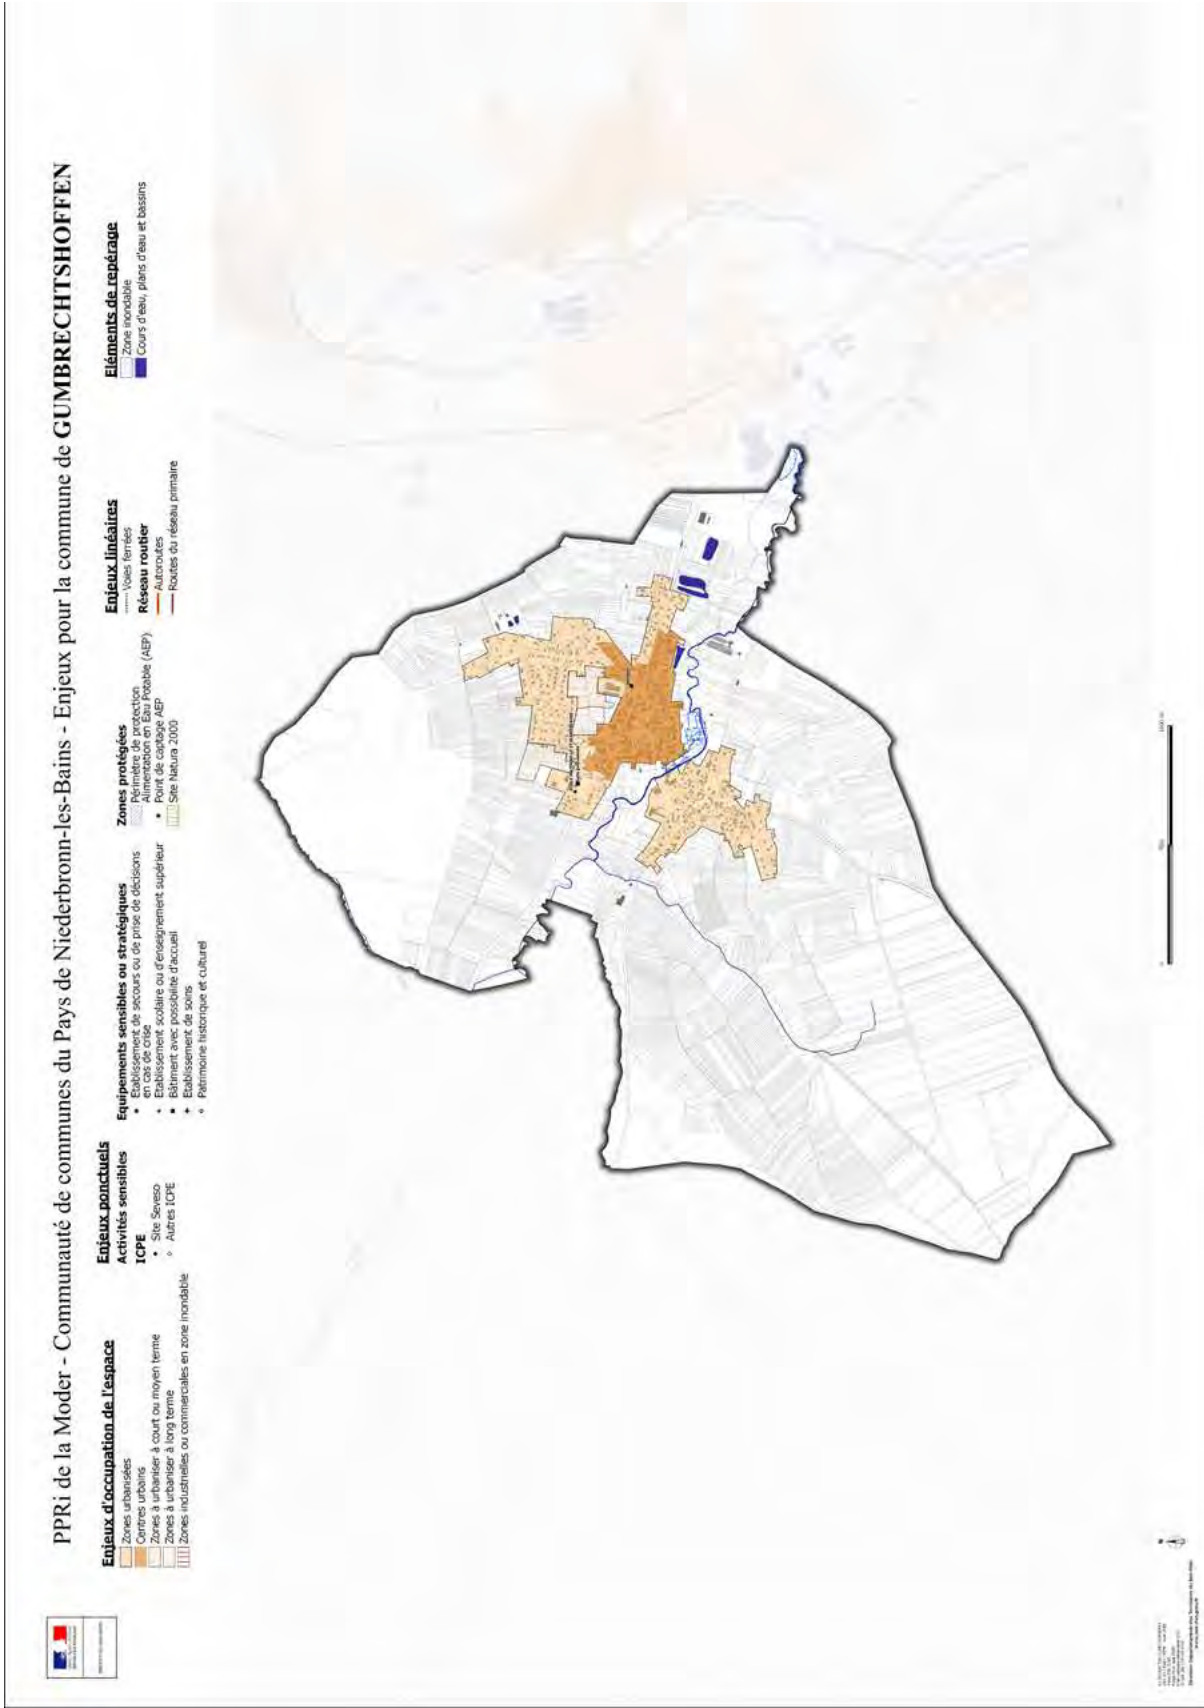 PPRi de la Moder - Communauté de communes du Pays de Niederbronn-les-Bains - Enjeux pour la commune de GUMBRECHTSHOFFEN
Enjeux d'occupation de l'espace
Zones urbanisées
Centres urbains
Zones à urbaniser à court ou moyen terme
Zones à urbaniser à long terme
Zones industrielles ou commerciales en zone inondable
Enjeux ponctuels
Activités sensibles
ICPE
Site Seveso
Autres ICPE
Equipements sensibles ou stratégiques
Etablissement de secours ou de prise de décisions
en cas de crise
Etablissement scolaire ou d'enseignement supérieur
Bâtiment avec possibilité d'accueil
Etablissement de soins
Patrimoine historique et culturel
Zones protégées
Périmètre de protection
Alimentation en Eau Potable (AEP)
Point de captage AEP
Site Natura 2000
Enjeux linéaires
Voies ferrées
Réseau routier
Autoroutes
Routes du réseau primaire
Eléments de repérage
Zone inondable
Cours d'eau, plans d'eau et bassins